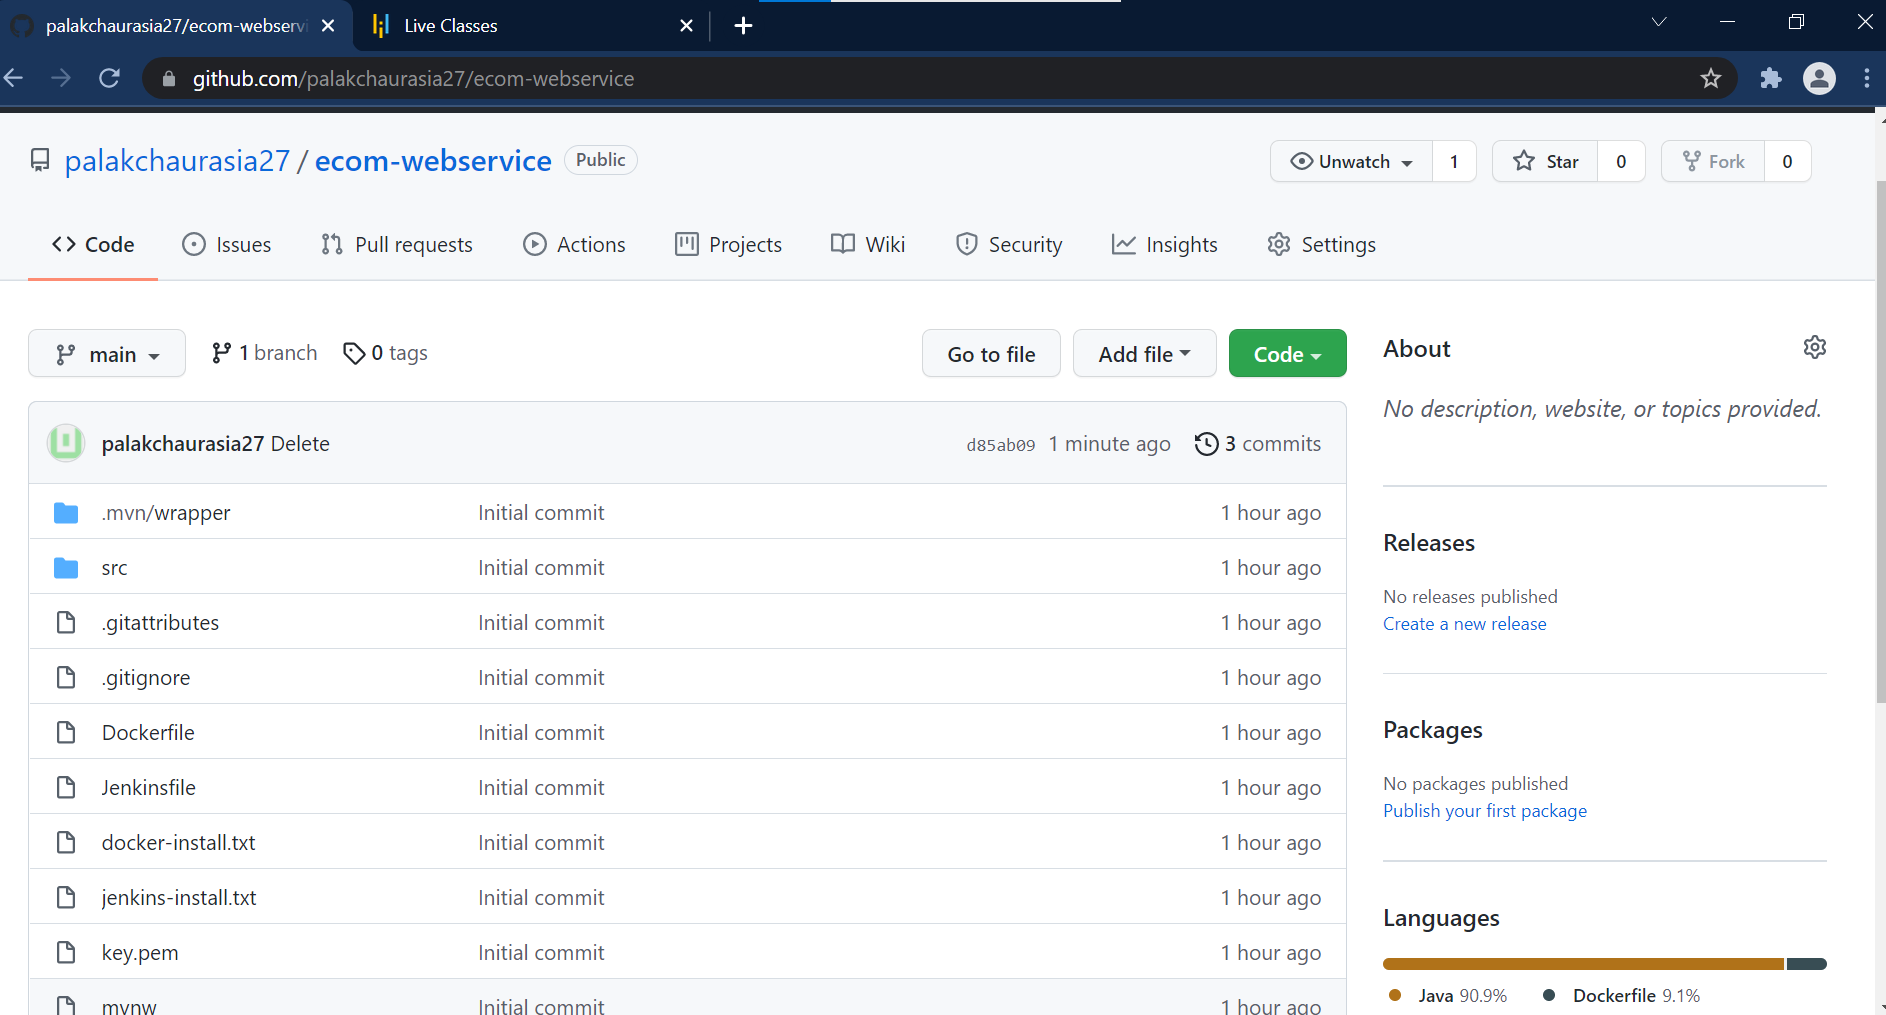 palakchaurasia27/ecom-webservi
Live Classes
github.com/palakchaurasia27/ecom-webservice
palakchaurasia27 / ecom-webservice Public
Unwatch 1 Star 0 Fork 0
Code Issues Pull requests Actions Projects Wiki Security Insights Settings
main 1 branch 0 tags Go to file Add file Code
palakchaurasia27 Delete d85ab09 1 minute ago 3 commits
.mvn/wrapper Initial commit 1 hour ago
src Initial commit 1 hour ago
.gitattributes Initial commit 1 hour ago
.gitignore Initial commit 1 hour ago
Dockerfile Initial commit 1 hour ago
Jenkinsfile Initial commit 1 hour ago
docker-install.txt Initial commit 1 hour ago
jenkins-install.txt Initial commit 1 hour ago
key.pem Initial commit 1 hour ago
mvnw Initial commit 1 hour ago
About
No description, website, or topics provided.
Releases
No releases published
Create a new release
Packages
No packages published
Publish your first package
Languages
Java 90.9% Dockerfile 9.1%